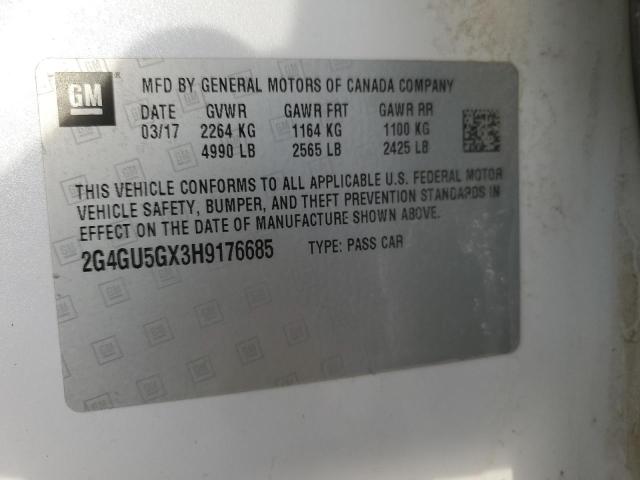 GM
MFD BY GENERAL MOTORS OF CANADA COMPANY
DATE GVWR GAWR FRT GAWR RR
03/17 2264 KG 1164 KG 1100 KG
4990 LB 2565 LB 2425 LB
THIS VEHICLE CONFORMS TO ALL APPLICABLE U.S. FEDERAL MOTOR
VEHICLE SAFETY, BUMPER, AND THEFT PREVENTION STANDARDS IN
EFFECT ON THE DATE OF MANUFACTURE SHOWN ABOVE.
2G4GU5GX3H9176685 TYPE: PASS CAR